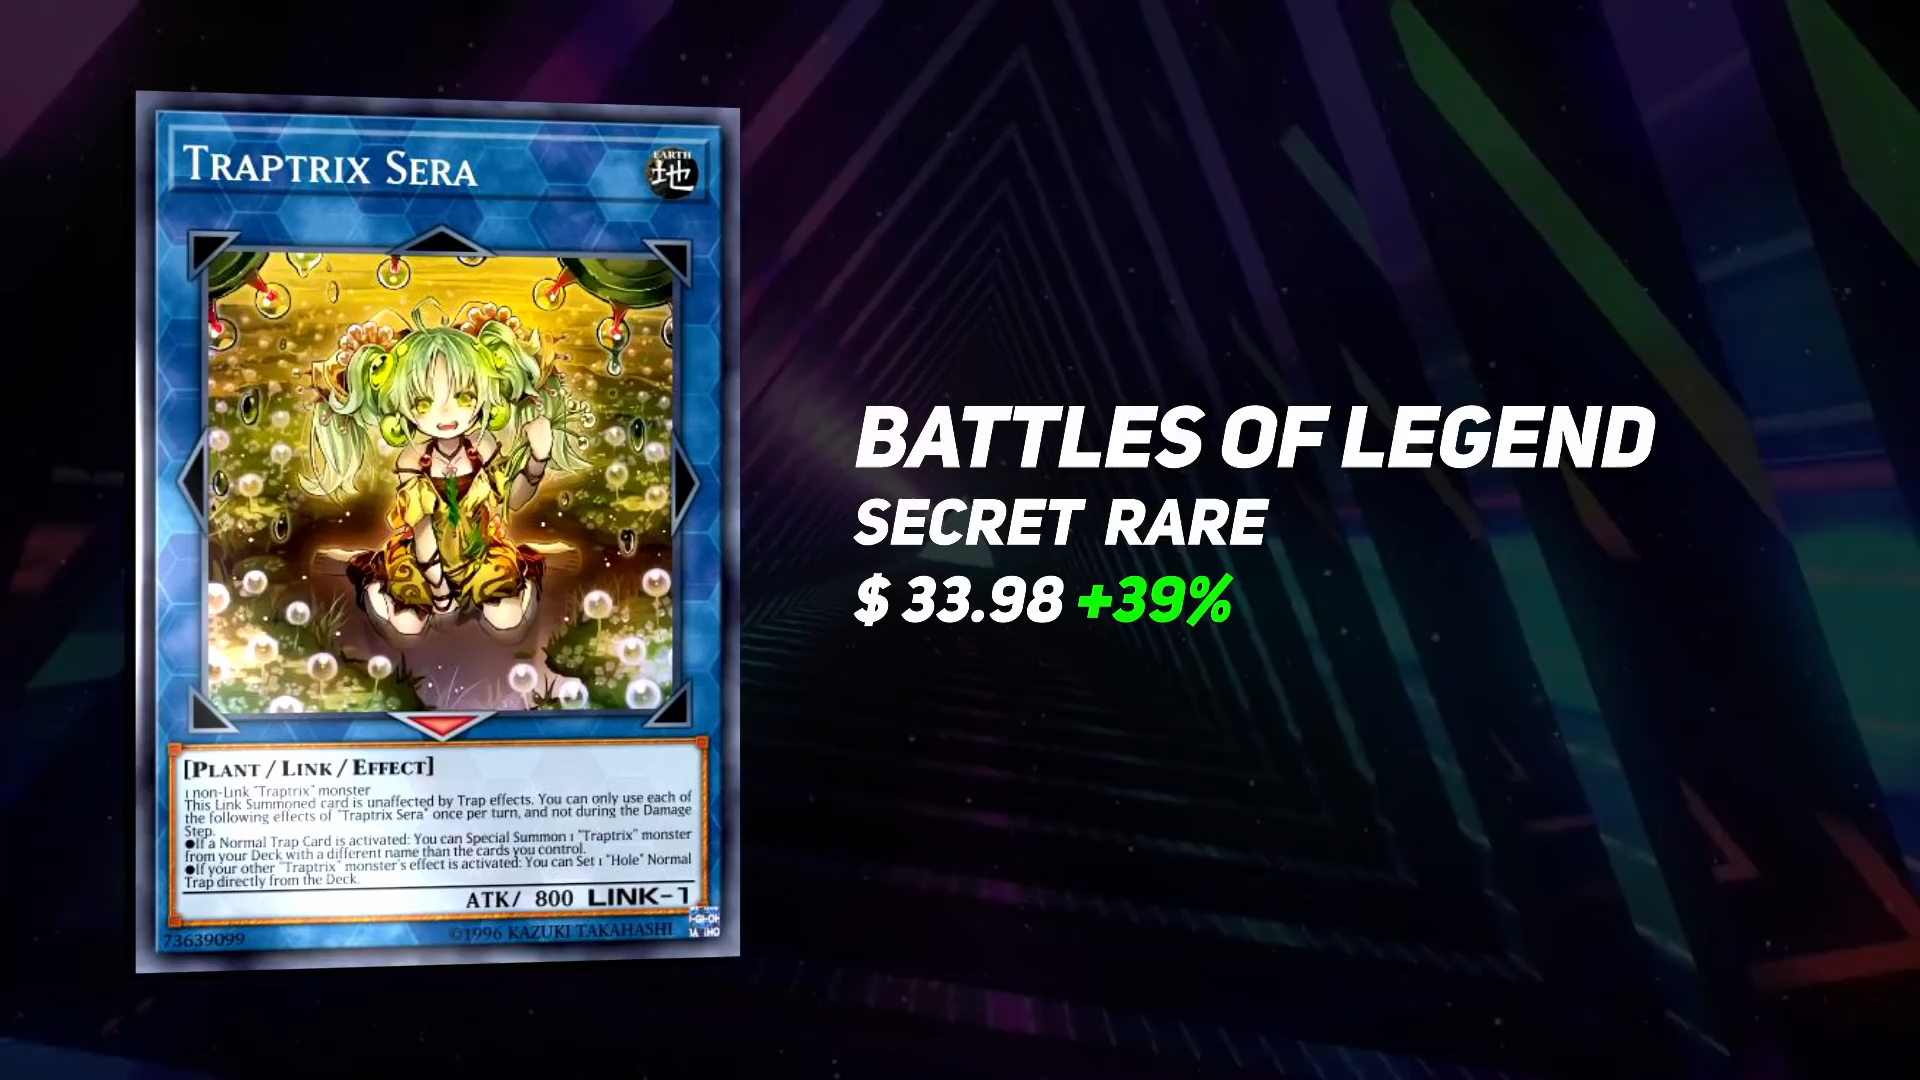 TRAPTRIX SERA
EARTH
地
BATTLES OF LEGEND
SECRET RARE
$ 33.98 +39%
[PLANT / LINK / EFFECT]
1 non-Link "Traptrix" monster
This Link Summoned card is unaffected by Trap effects. You can only use each of
the following effects of "Traptrix Sera" once per turn, and not during the Damage
Step.
●If a Normal Trap Card is activated: You can Special Summon 1 "Traptrix" monster
from your Deck with a different name than the cards you control.
●If your other "Traptrix" monster's effect is activated: You can Set 1 "Hole" Normal
Trap directly from the Deck.
ATK/ 800 LINK-1
73639099
©1996 KAZUKI TAKAHASHI